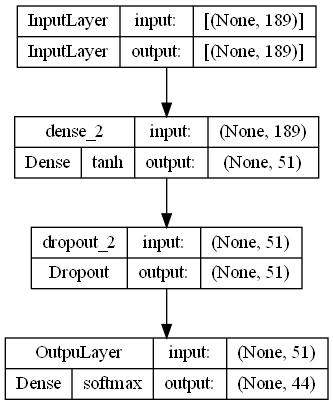 InputLayer input: [(None, 189)]
InputLayer output: [(None, 189)]
dense_2 input: (None, 189)
Dense tanh output: (None, 51)
dropout_2 input: (None, 51)
Dropout output: (None, 51)
OutpuLayer input: (None, 51)
Dense softmax output: (None, 44)